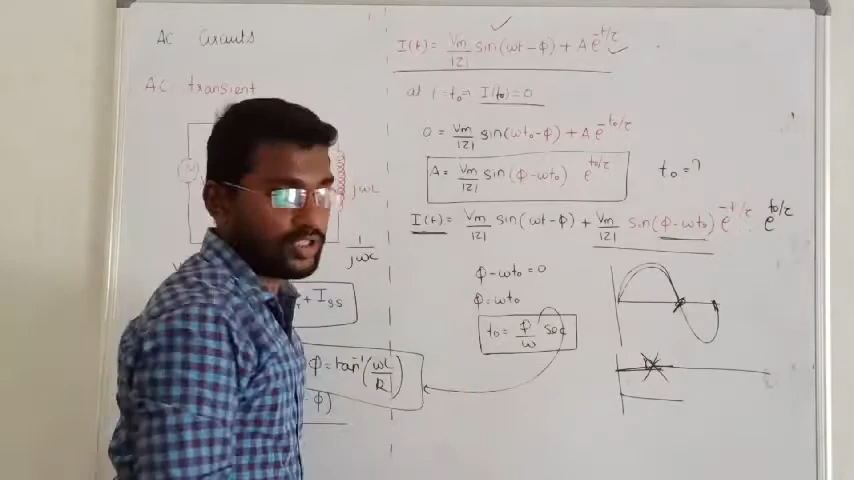 AC Circuits
AC transient
jωL
1/jωC
+ I_ss
φ = tan⁻¹(ωL/R)
- φ)
I(t) = Vm/|Z| sin(ωt-φ) + A e^-t/τ
at t=t₀⇒ I(t₀)=0
0 = Vm/|Z| sin(ωt₀-φ) + A e^-t₀/τ
A = Vm/|Z| sin(φ-ωt₀) e^t₀/τ
t₀ = ?
I(t) = Vm/|Z| sin(ωt-φ) + Vm/|Z| sin(φ-ωt₀) e^-t/τ · e^t₀/τ
φ-ωt₀ = 0
φ = ωt₀
t₀ = φ/ω sec